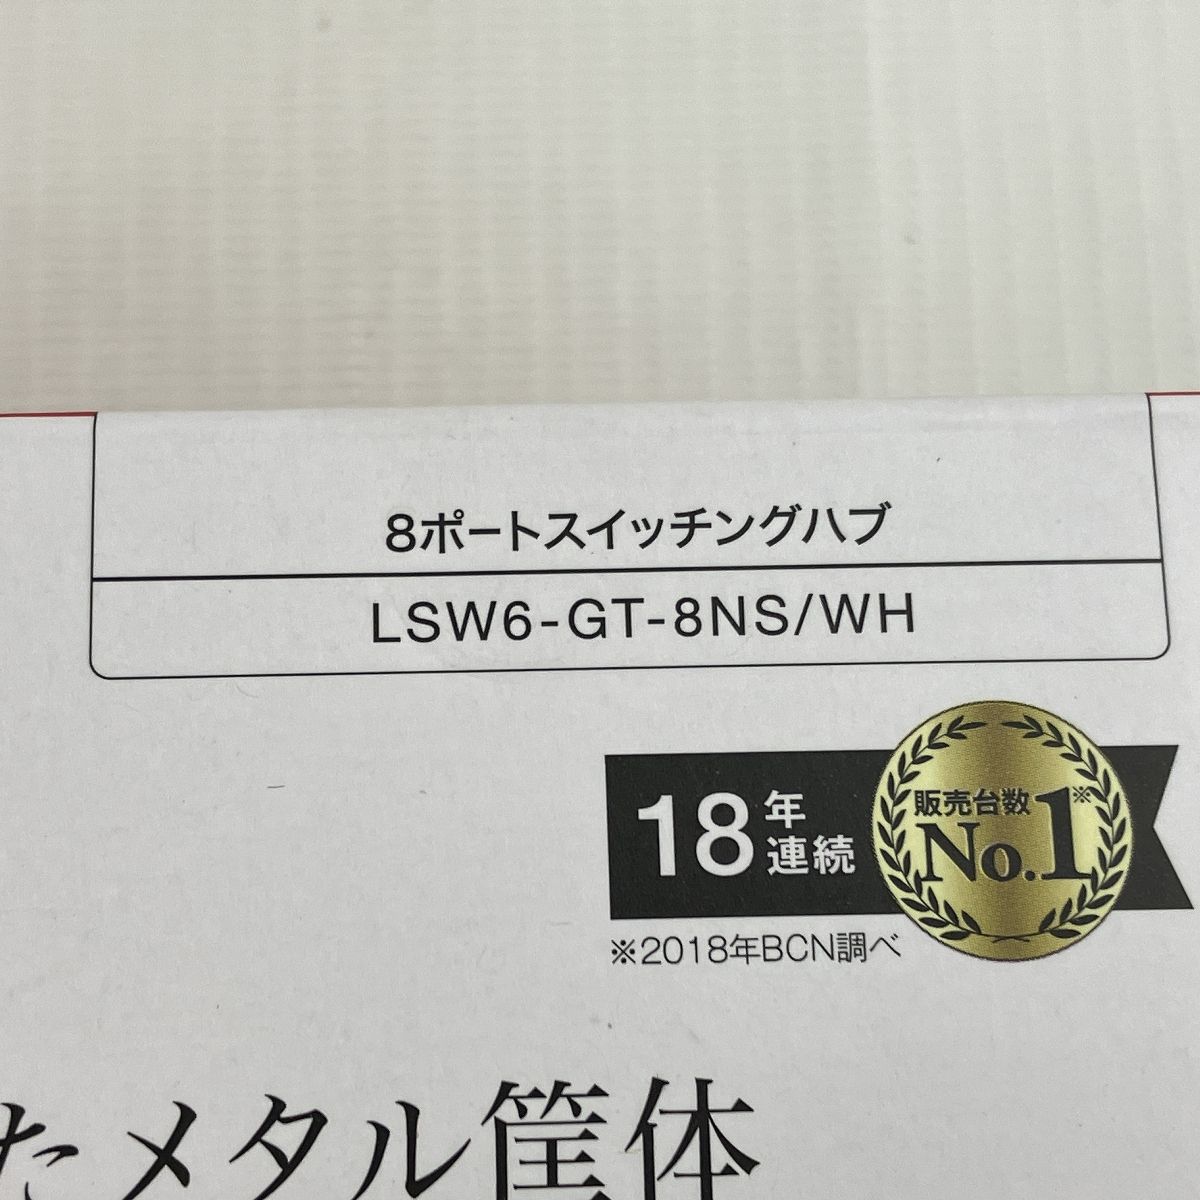 8ポートスイッチングハブ
LSW6-GT-8NS/WH
18年連続
販売台数
No.1※
※2018年BCN調べ
たメタル筐体